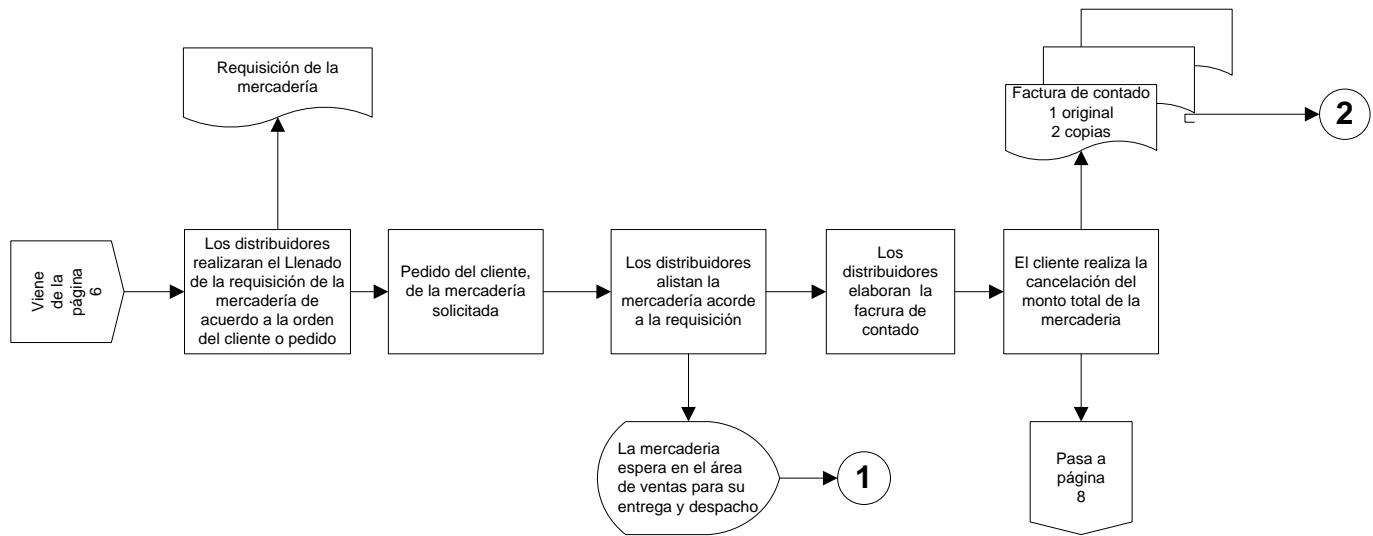 Requisición de la
mercadería
Factura de contado
1 original
2 copias
2
Viene
de la
página
6
Los distribuidores
realizaran el Llenado
de la requisición de la
mercadería de
acuerdo a la orden
del cliente o pedido
Pedido del cliente,
de la mercadería
solicitada
Los distribuidores
alistan la
mercadería acorde
a la requisición
Los
distribuidores
elaboran la
facrura de
contado
El cliente realiza la
cancelación del
monto total de la
mercaderia
La mercaderia
espera en el área
de ventas para su
entrega y despacho
1
Pasa a
página
8